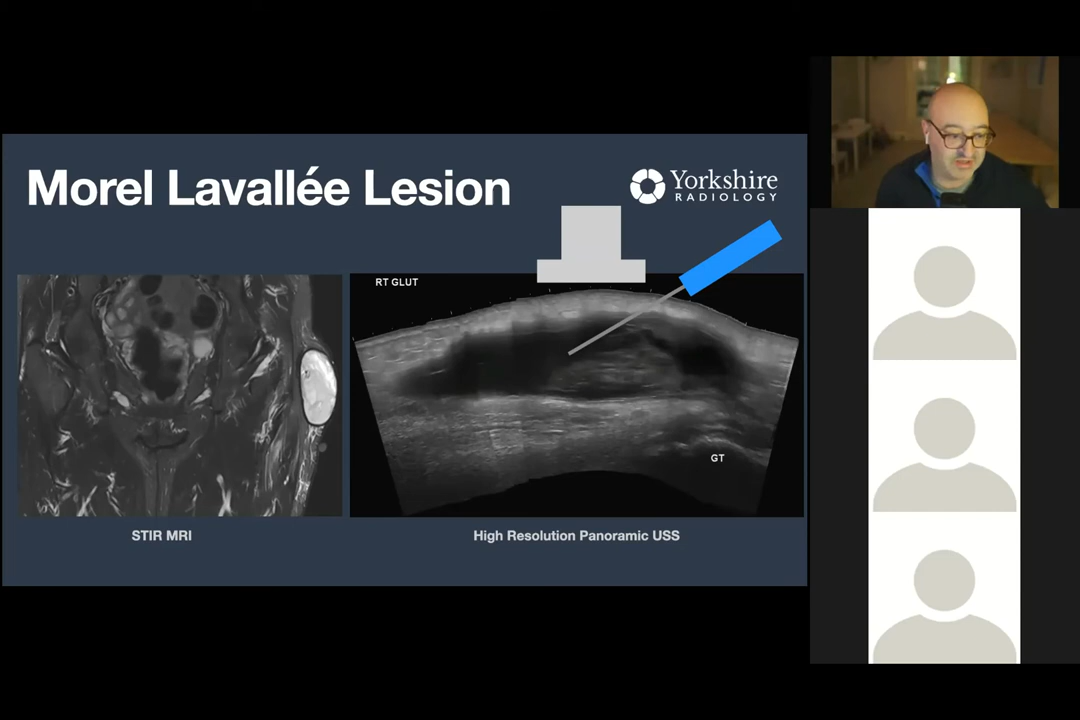 Morel Lavallée Lesion
Yorkshire
RADIOLOGY
RT GLUT
GT
STIR MRI
High Resolution Panoramic USS